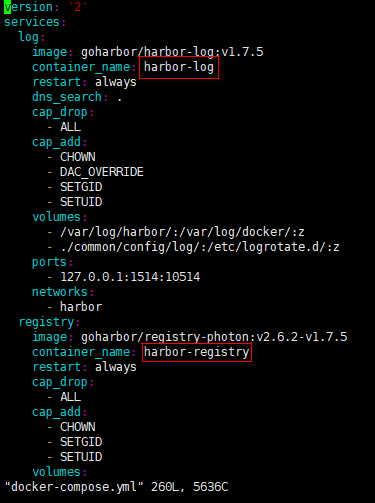 version: '2'
services:
  log:
    image: goharbor/harbor-log:v1.7.5
    container_name: harbor-log
    restart: always
    dns_search: .
    cap_drop:
      - ALL
    cap_add:
      - CHOWN
      - DAC_OVERRIDE
      - SETGID
      - SETUID
    volumes:
      - /var/log/harbor/:/var/log/docker/:z
      - ./common/config/log/:/etc/logrotate.d/:z
    ports:
      - 127.0.0.1:1514:10514
    networks:
      - harbor
  registry:
    image: goharbor/registry-photon:v2.6.2-v1.7.5
    container_name: harbor-registry
    restart: always
    cap_drop:
      - ALL
    cap_add:
      - CHOWN
      - SETGID
      - SETUID
    volumes:
"docker-compose.yml" 260L, 5636C